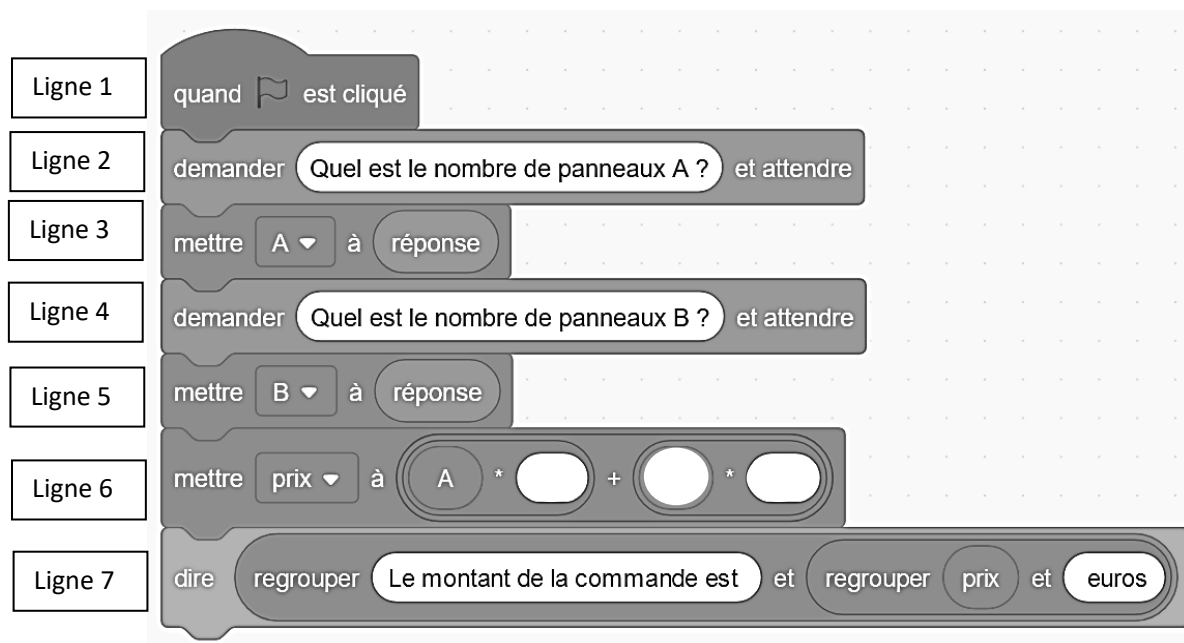 Ligne 1
quand est cliqué
Ligne 2
demander Quel est le nombre de panneaux A ? et attendre
Ligne 3
mettre A à réponse
Ligne 4
demander Quel est le nombre de panneaux B ? et attendre
Ligne 5
mettre B à réponse
Ligne 6
mettre prix à A * + *
Ligne 7
dire regrouper Le montant de la commande est et regrouper prix et euros